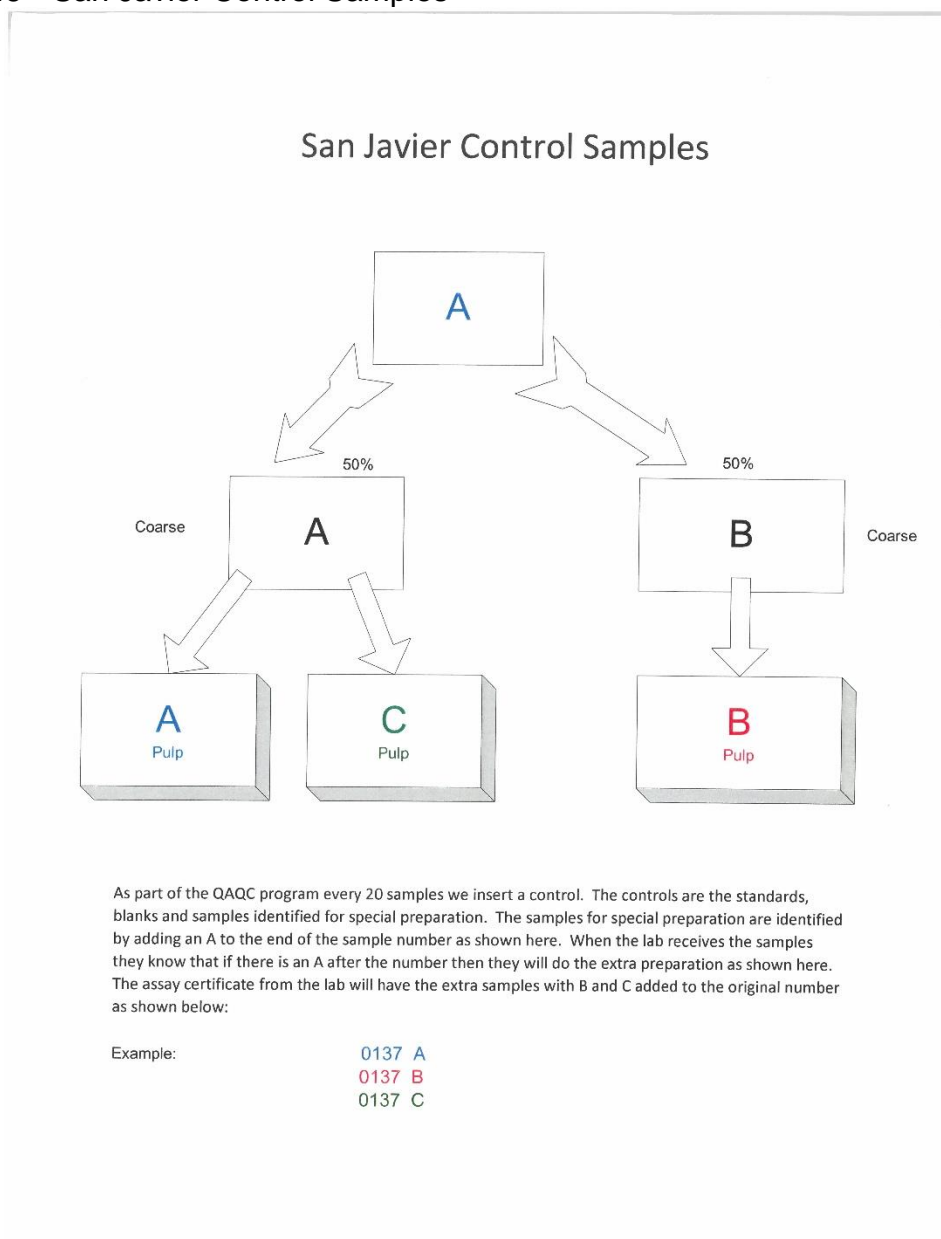 San Javier Control Samples
San Javier Control Samples
A
50%
50%
Coarse
A
B
Coarse
A
Pulp
C
Pulp
B
Pulp
As part of the QAQC program every 20 samples we insert a control. The controls are the standards,
blanks and samples identified for special preparation. The samples for special preparation are identified
by adding an A to the end of the sample number as shown here. When the lab receives the samples
they know that if there is an A after the number then they will do the extra preparation as shown here.
The assay certificate from the lab will have the extra samples with B and C added to the original number
as shown below:
Example:
0137 A
0137 B
0137 C